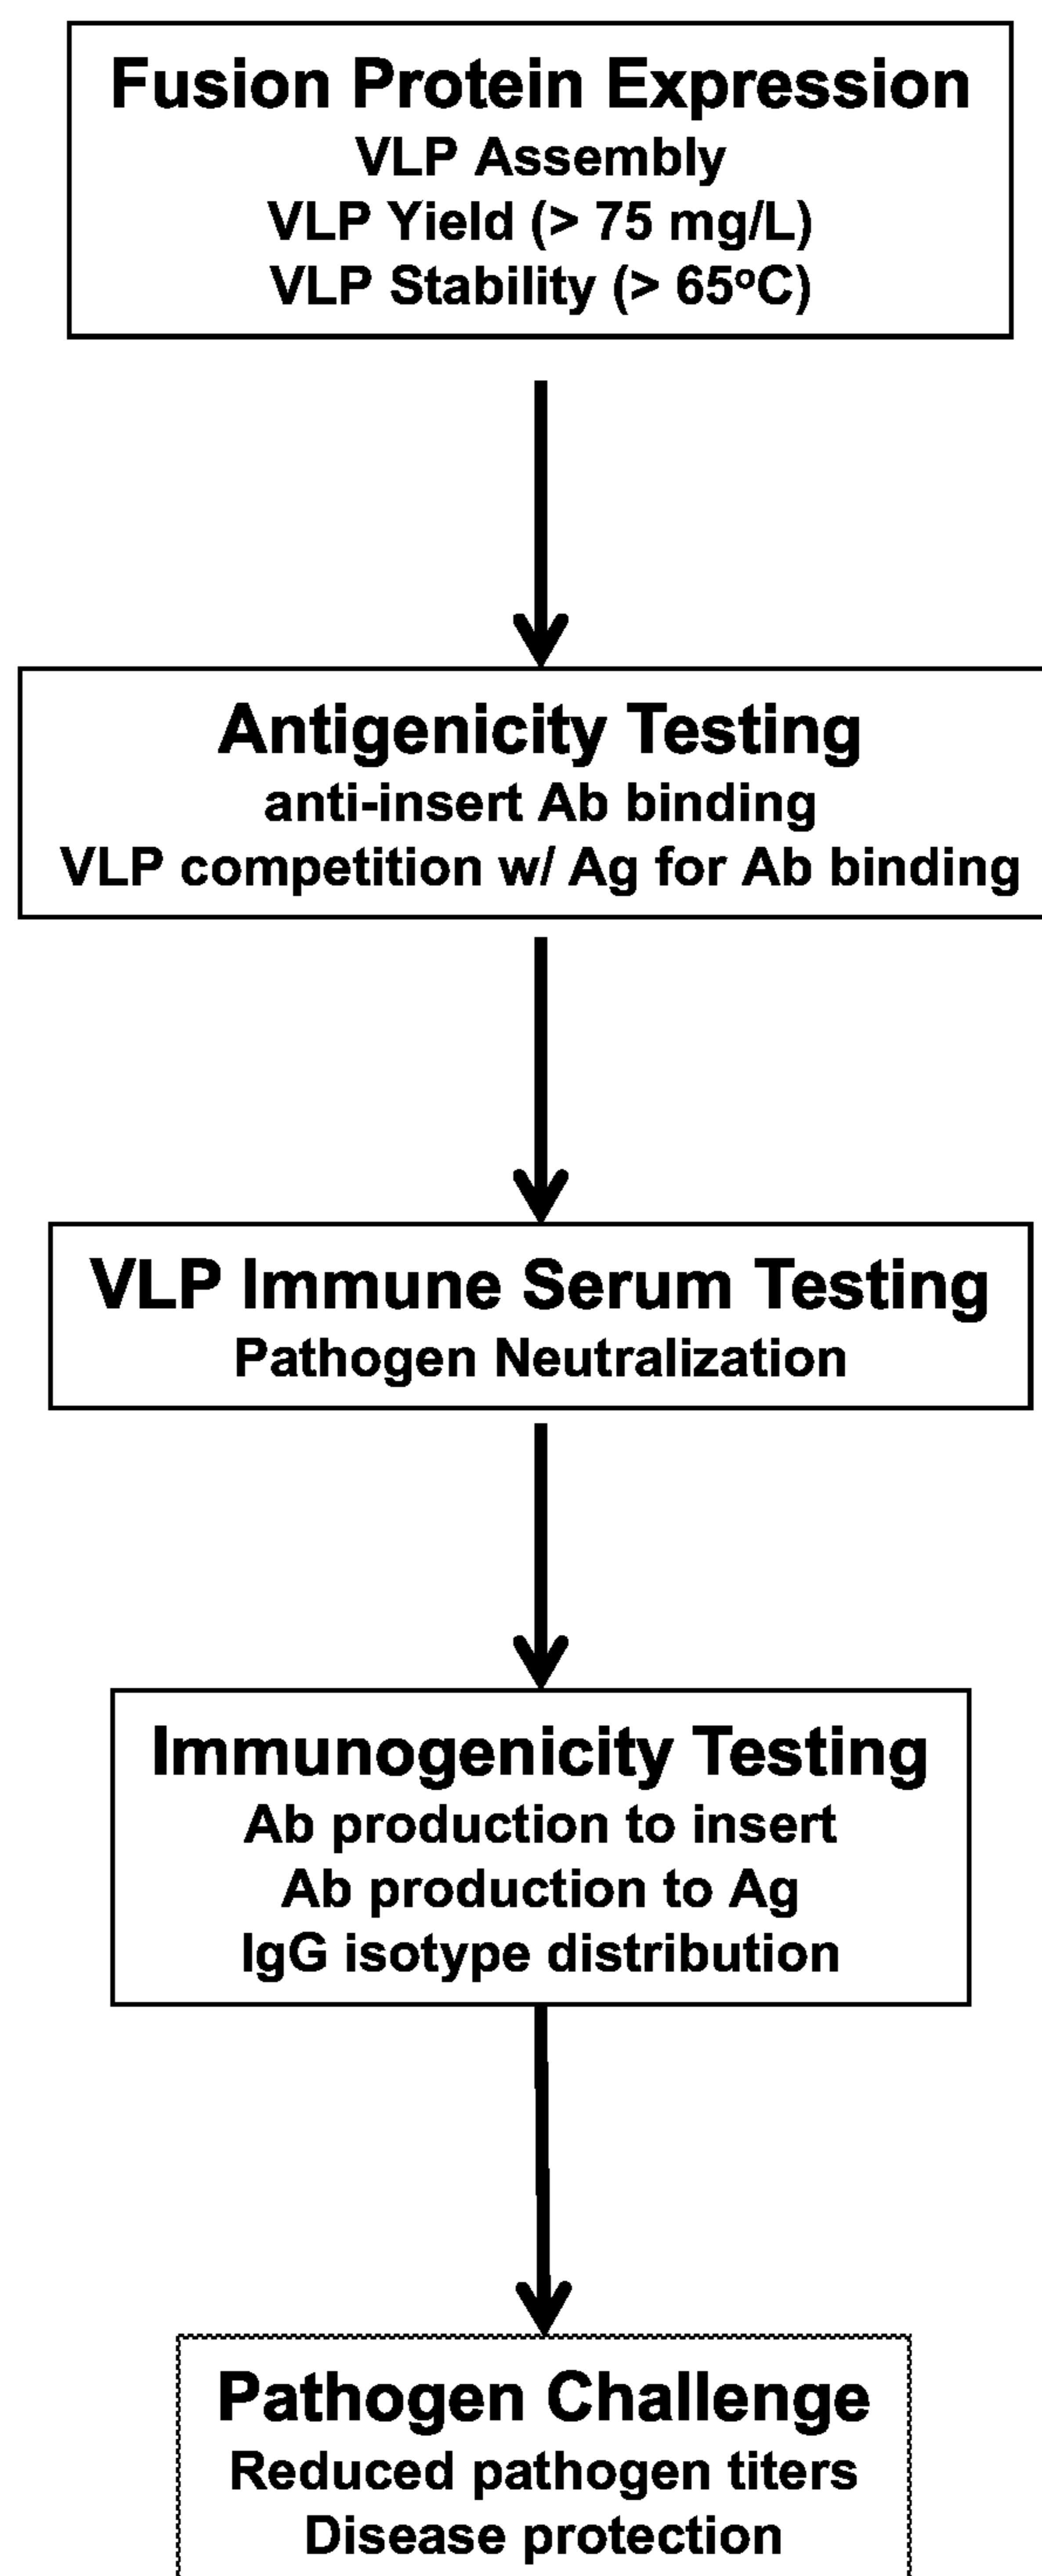 Fusion Protein Expression
VLP Assembly
VLP Yield (> 75 mg/L)
VLP Stability (> 65ºC)
Antigenicity Testing
anti-insert Ab binding
VLP competition w/ Ag for Ab binding
VLP Immune Serum Testing
Pathogen Neutralization
Immunogenicity Testing
Ab production to insert
Ab production to Ag
IgG isotype distribution
Pathogen Challenge
Reduced pathogen titers
Disease protection